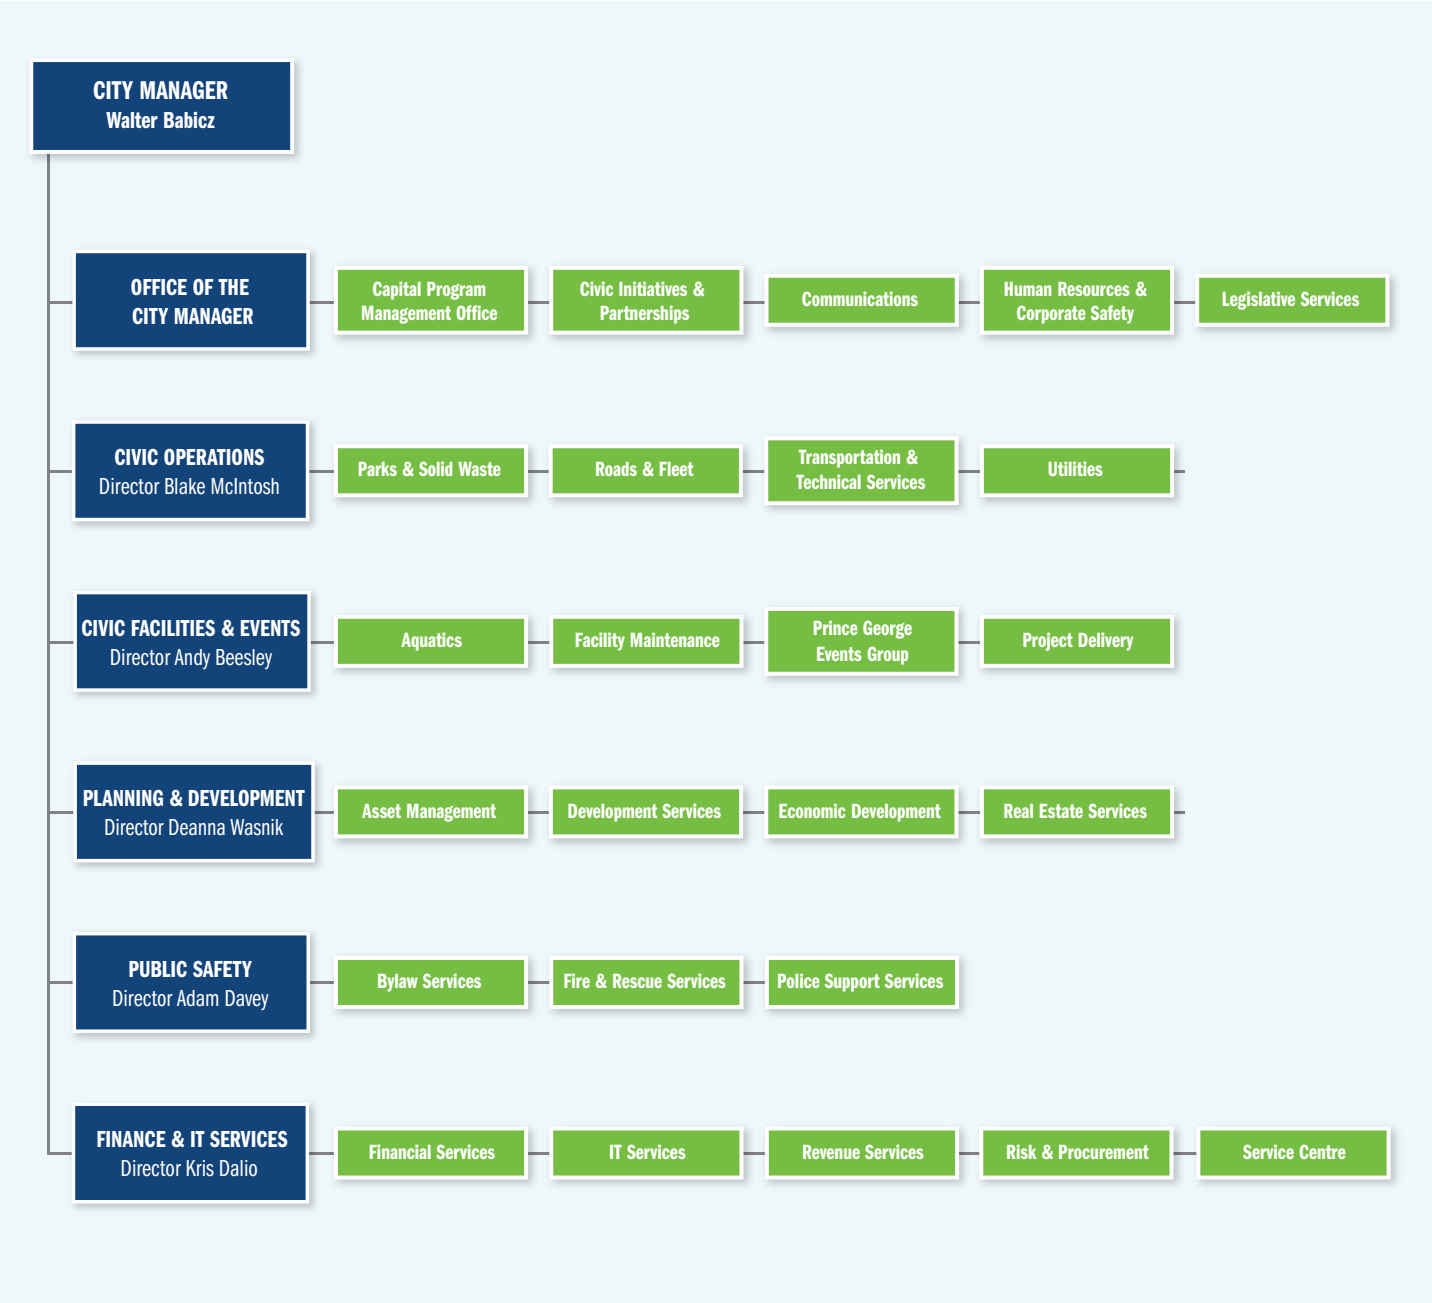 CITY MANAGER
Walter Babicz
OFFICE OF THE
CITY MANAGER
Capital Program
Management Office
Civic Initiatives &
Partnerships
Communications
Human Resources &
Corporate Safety
Legislative Services
CIVIC OPERATIONS
Director Blake McIntosh
Parks & Solid Waste
Roads & Fleet
Transportation &
Technical Services
Utilities
CIVIC FACILITIES & EVENTS
Director Andy Beesley
Aquatics
Facility Maintenance
Prince George
Events Group
Project Delivery
PLANNING & DEVELOPMENT
Director Deanna Wasnik
Asset Management
Development Services
Economic Development
Real Estate Services
PUBLIC SAFETY
Director Adam Davey
Bylaw Services
Fire & Rescue Services
Police Support Services
FINANCE & IT SERVICES
Director Kris Dalio
Financial Services
IT Services
Revenue Services
Risk & Procurement
Service Centre